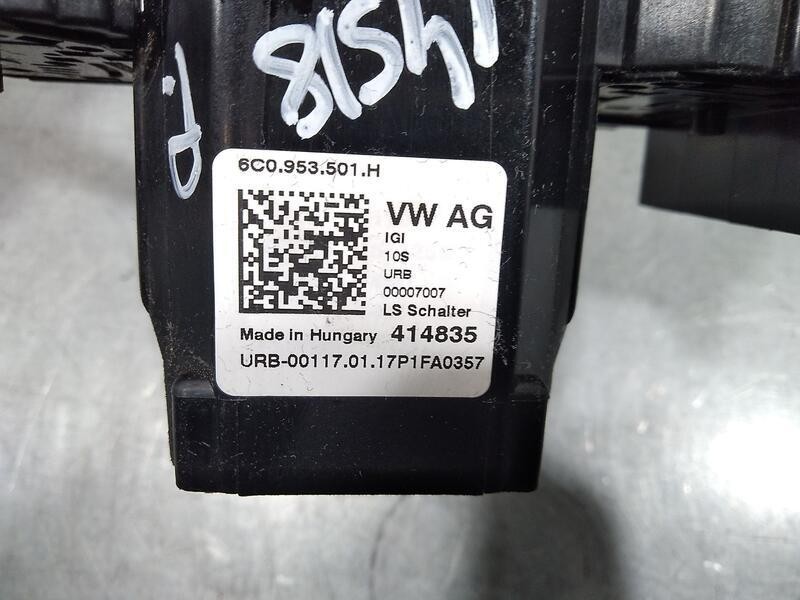 14518
P.
6C0.953.501.H
VW AG
IGI
10S
URB
00007007
LS Schalter
Made in Hungary 414835
URB-00117.01.17P1FA0357